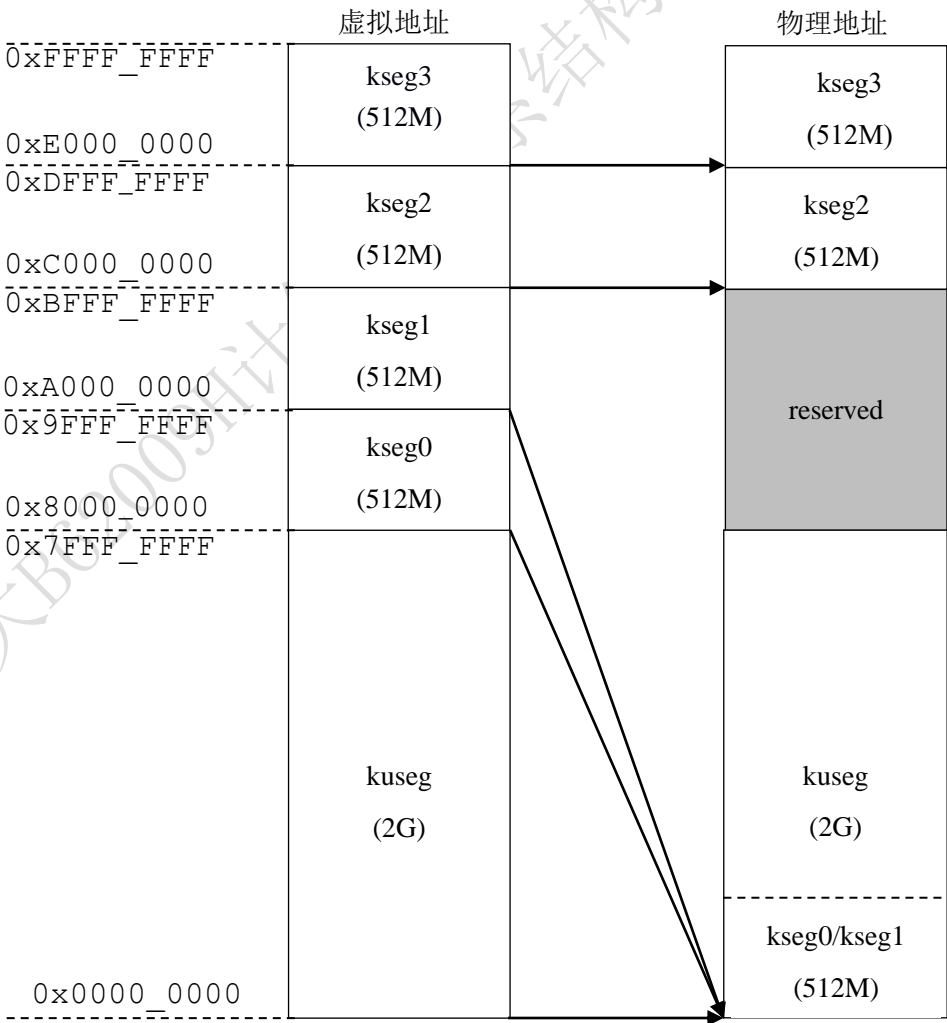 虚拟地址
物理地址
0xFFFF_FFFF
kseg3
(512M)
kseg3
(512M)
0xE000_0000
0xDFFF_FFFF
kseg2
(512M)
kseg2
(512M)
0xC000_0000
0xBFFF_FFFF
kseg1
(512M)
0xA000_0000
0x9FFF_FFFF
reserved
kseg0
(512M)
0x8000_0000
0x7FFF_FFFF
kuseg
(2G)
kuseg
(2G)
kseg0/kseg1
(512M)
0x0000_0000